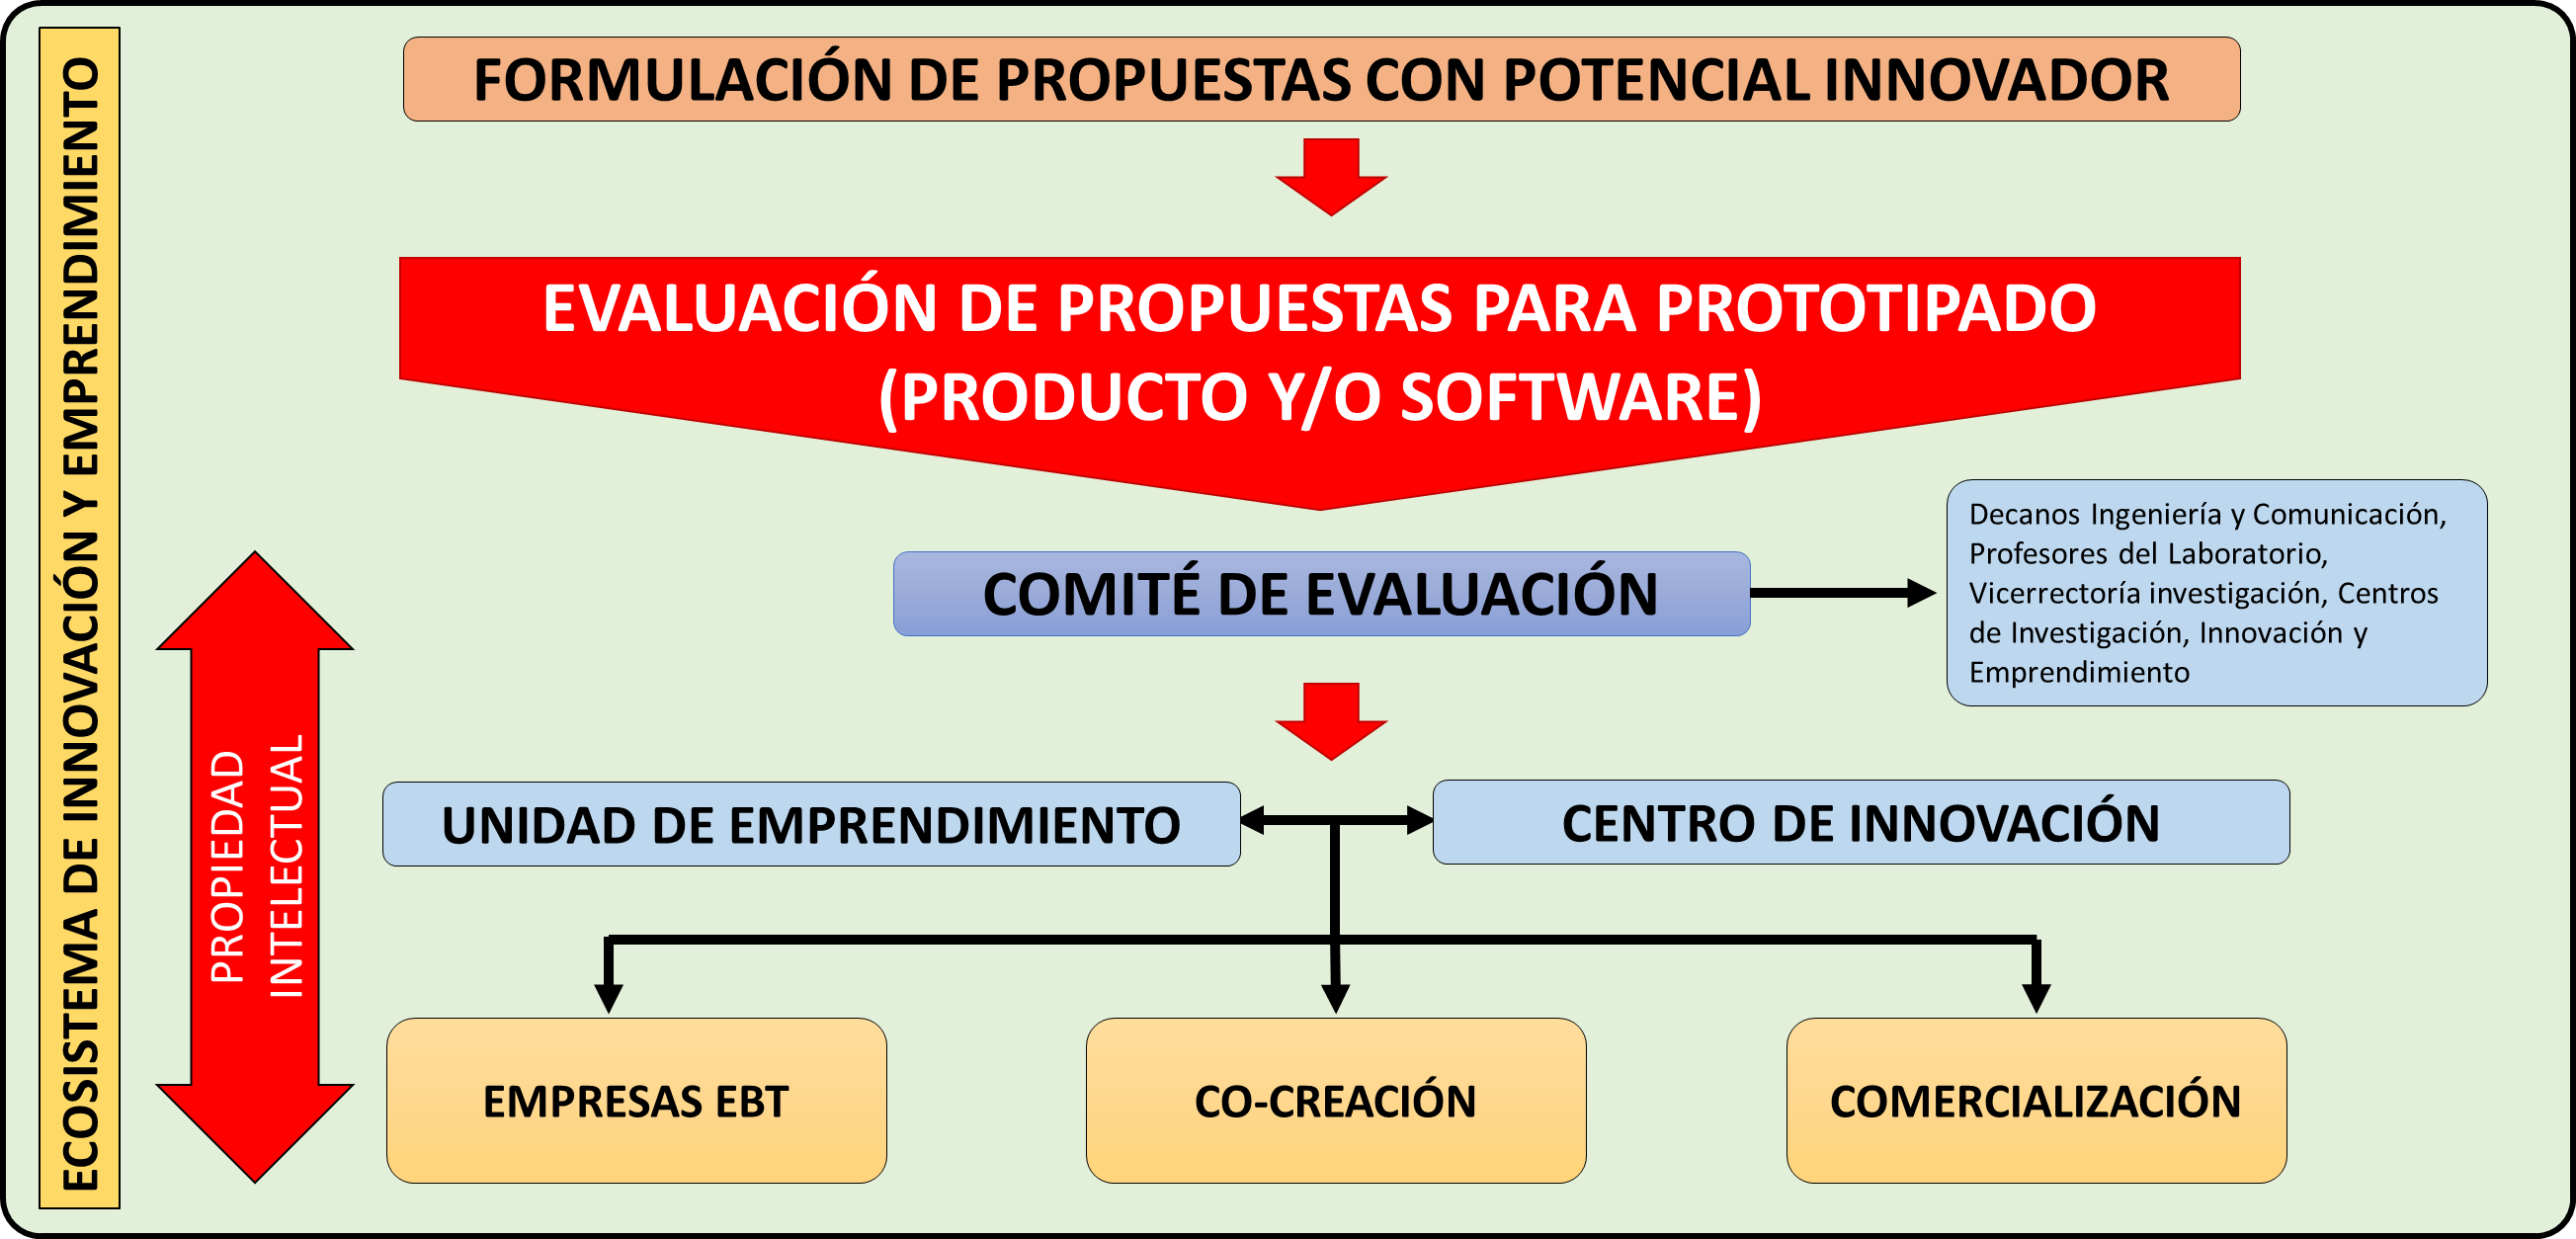 ECOSISTEMA DE INNOVACIÓN Y EMPRENDIMIENTO
FORMULACIÓN DE PROPUESTAS CON POTENCIAL INNOVADOR
EVALUACIÓN DE PROPUESTAS PARA PROTOTIPADO
(PRODUCTO Y/O SOFTWARE)
COMITÉ DE EVALUACIÓN
Decanos Ingeniería y Comunicación,
Profesores del Laboratorio,
Vicerrectoría investigación, Centros
de Investigación, Innovación y
Emprendimiento
PROPIEDAD
INTELECTUAL
UNIDAD DE EMPRENDIMIENTO
CENTRO DE INNOVACIÓN
EMPRESAS EBT
CO-CREACIÓN
COMERCIALIZACIÓN